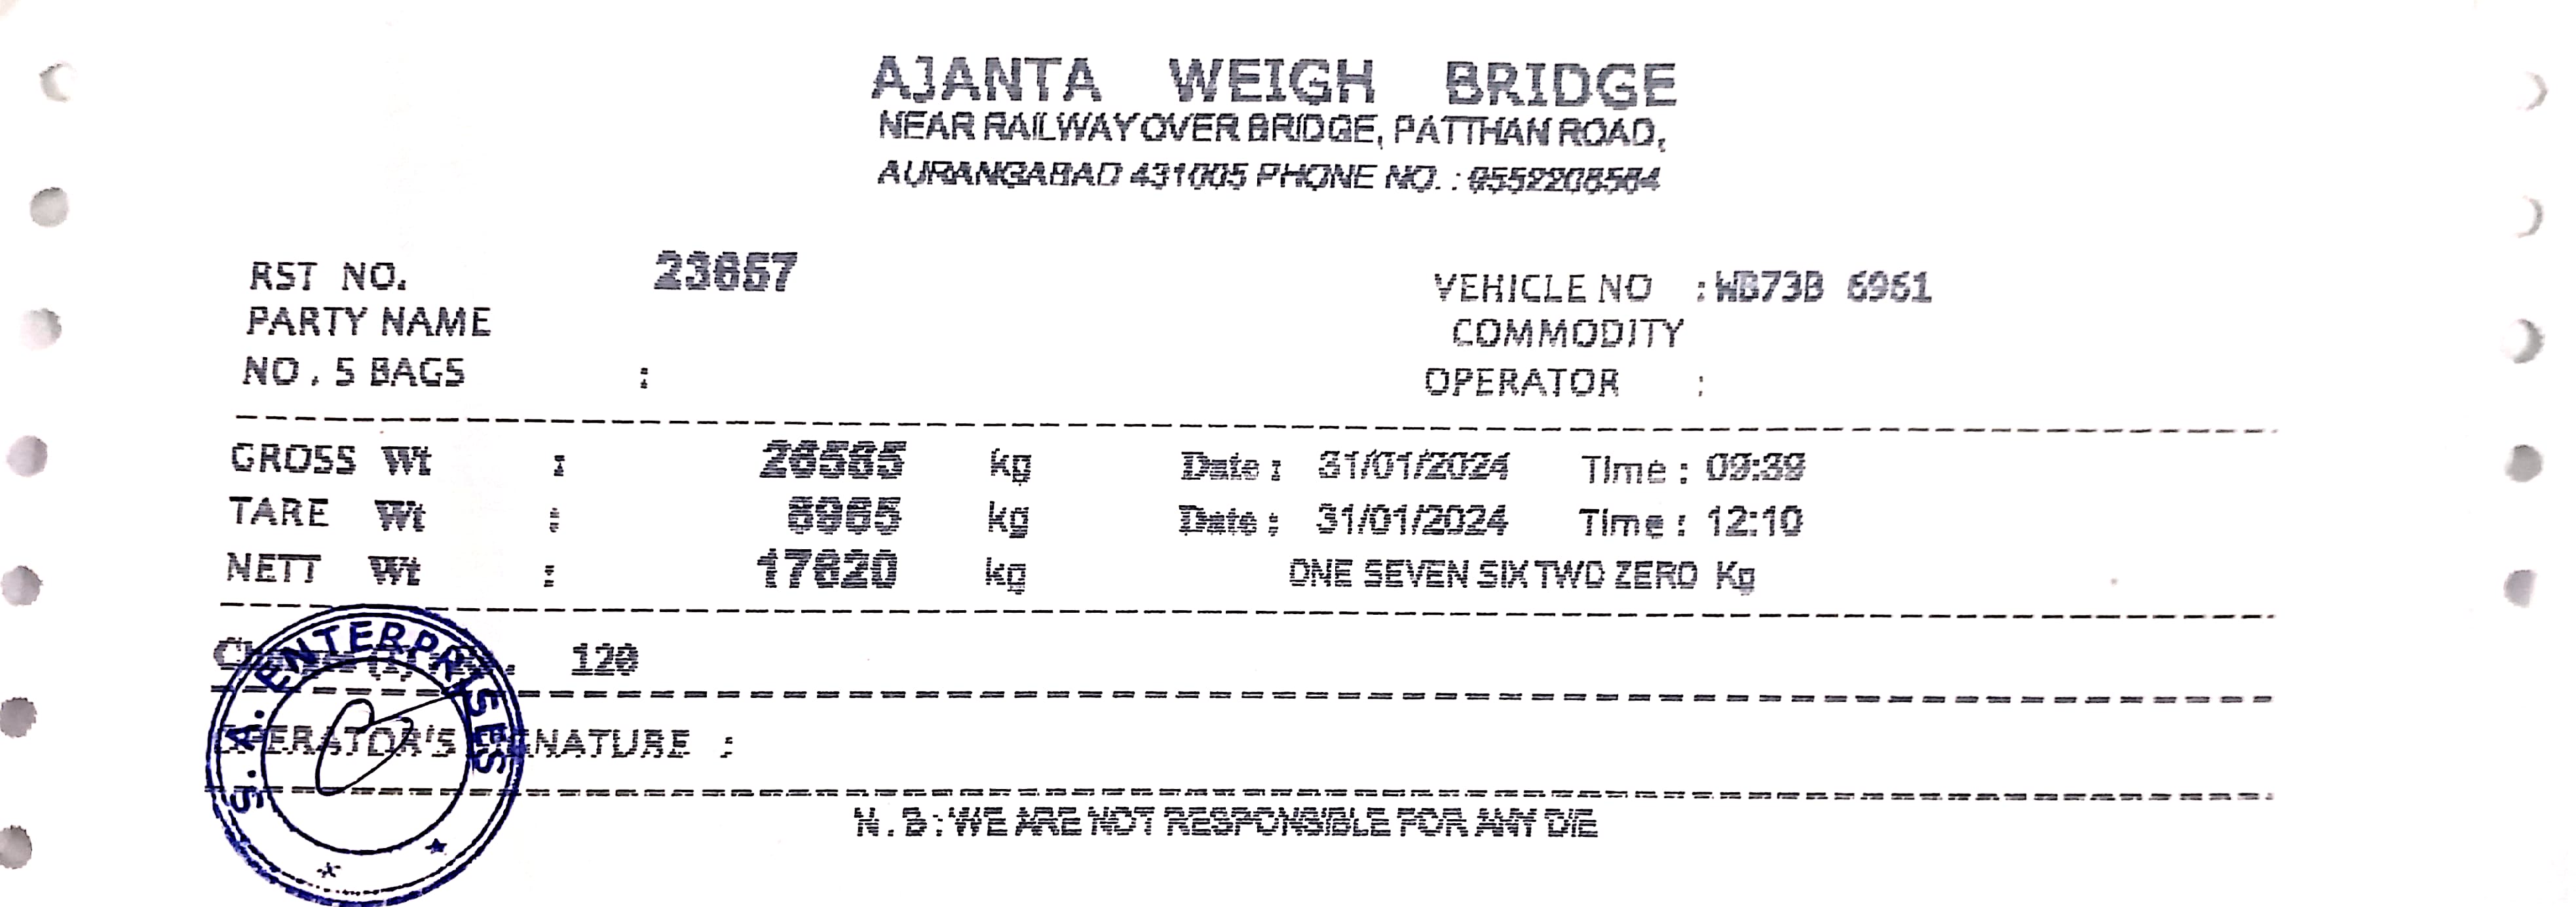 AJANTA WEIGH BRIDGE
NEAR RAILWAY OVER BRIDGE, PATTHAN ROAD,
AURANGABAD 431005 PHONE NO. :
RST NO. 23657
VEHICLE NO : WB73B 6961
PARTY NAME
COMMODITY
NO . S BAGS :
OPERATOR :
GROSS Wt : 26585 kg Date : 31/01/2024 Time : 09:39
TARE Wt : 8965 kg Date : 31/01/2024 Time : 12:10
NETT Wt : 17620 kg ONE SEVEN SIX TWO ZERO Kg
120
OPERATOR'S SIGNATURE :
S. A. ENTERPRISES
N . B : WE ARE NOT RESPONSIBLE FOR ANY DIE